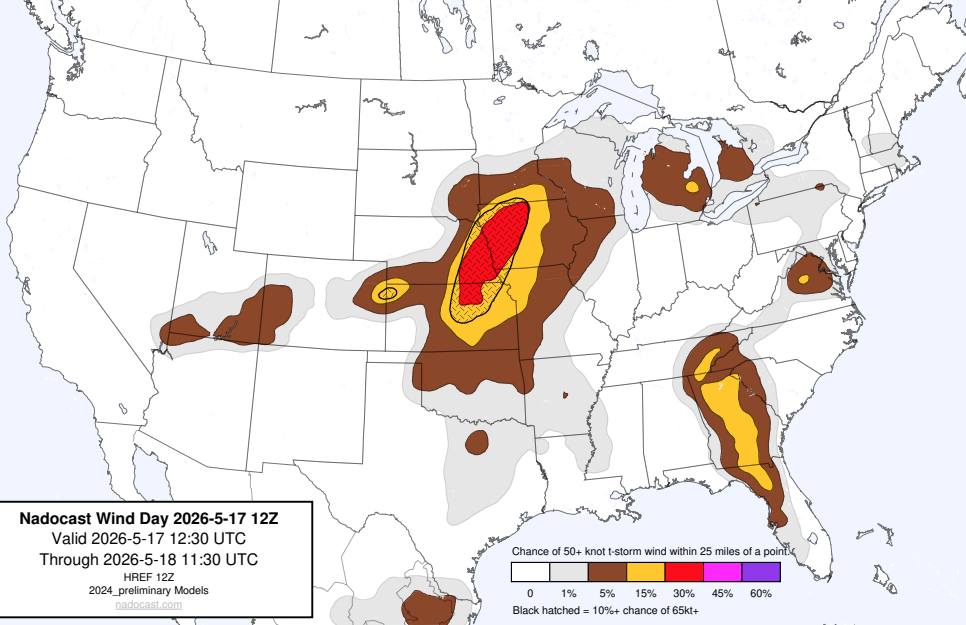 Nadocast Wind Day 2026-5-17 12Z
Valid 2026-5-17 12:30 UTC
Through 2026-5-18 11:30 UTC
HREF 12Z
2024_preliminary Models
nadocast.com
Chance of 50+ knot t-storm wind within 25 miles of a point.
0 1% 5% 15% 30% 45% 60%
Black hatched = 10%+ chance of 65kt+